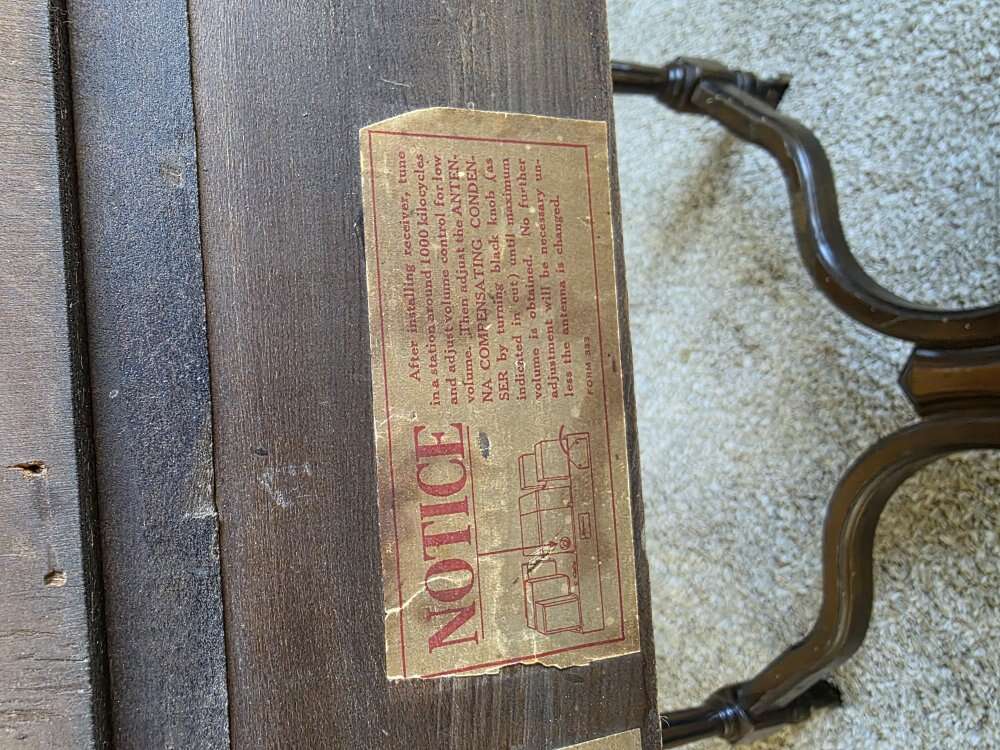 NOTICE
After installing receiver, tune
in a station around 1000 kilocycles
and adjust volume control for low
volume. Then adjust the ANTEN-
NA COMPENSATING CONDEN-
SER by turning black knob (as
indicated in cut) until maximum
volume is obtained. No further
adjustment will be necessary un-
less the antenna is changed.
FORM 383